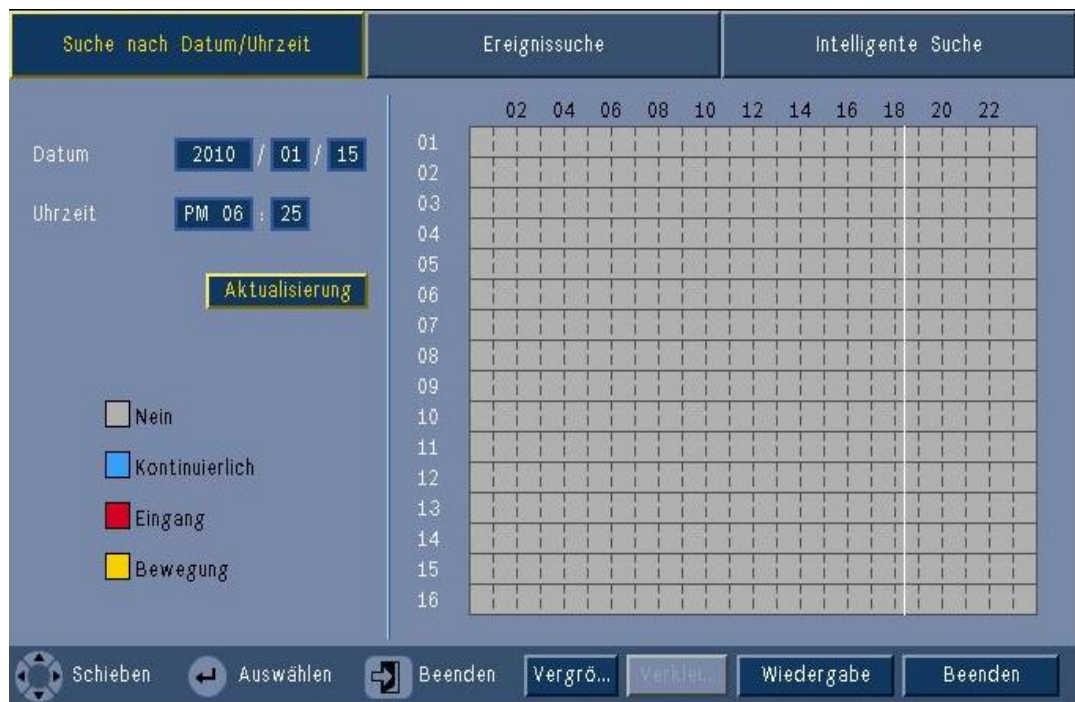 Suche nach Datum/Uhrzeit Ereignissuche Intelligente Suche
02 04 06 08 10 12 14 16 18 20 22
Datum 2010 / 01 / 15
Uhrzeit PM 06 : 25
Aktualisierung
Nein
Kontinuierlich
Eingang
Bewegung
01
02
03
04
05
06
07
08
09
10
11
12
13
14
15
16
Schieben Auswählen Beenden Vergrö... Verklei... Wiedergabe Beenden